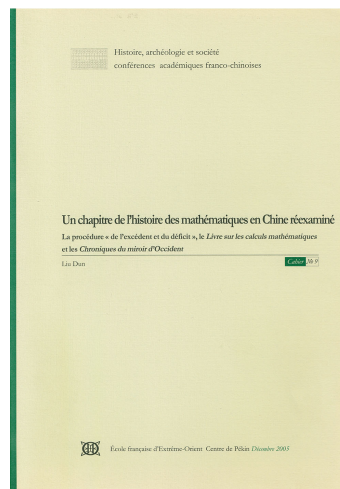 Histoire, archéologie et société
conférences académiques franco-chinoises
Un chapitre de l'histoire des mathématiques en Chine réexaminé
La procédure « de l'excédent et du déficit », le Livre sur les calculs mathématiques
et les Chroniques du miroir d'Occident
Liu Dun
Cahier № 9
École française d'Extrême-Orient Centre de Pékin Décembre 2005